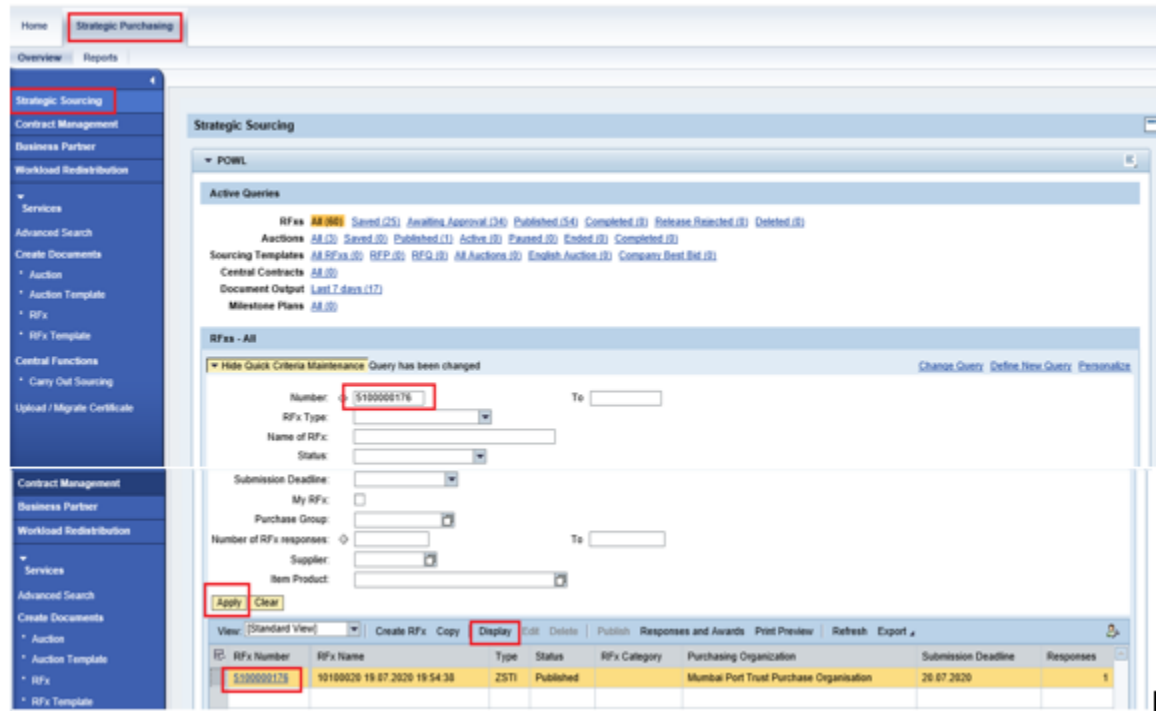 Home Strategic Purchasing
Overview Reports
Strategic Sourcing
Contract Management
Business Partner
Workload Redistribution
Services
Advanced Search
Create Documents
Auction
Auction Template
RFx
RFx Template
Central Functions
Carry Out Sourcing
Upload / Migrate Certificate
Strategic Sourcing
POWL
Active Queries
RFxs All (60) Saved (25) Awaiting Approval (34) Published (54) Completed (0) Release Rejected (0) Deleted (0)
Auctions All (3) Saved (0) Published (1) Active (0) Paused (0) Ended (0) Completed (0)
Sourcing Templates All RFxs (0) RFP (0) RFQ (0) All Auctions (0) English Auction (0) Company Best Bid (0)
Central Contracts All (0)
Document Output Last 7 days (17)
Milestone Plans All (0)
RFxs - All
Hide Quick Criteria Maintenance Query has been changed Change Query Define New Query Personalize
Number: 5100000176 To
RFx Type:
Name of RFx:
Status:
Contract Management
Business Partner
Workload Redistribution
Services
Advanced Search
Create Documents
Auction
Auction Template
RFx
RFx Template
Submission Deadline:
My RFx:
Purchase Group:
Number of RFx responses: To
Supplier:
Item Product:
Apply Clear
View: [Standard View] Create RFx Copy Display Edit Delete Publish Responses and Awards Print Preview Refresh Export
RFx Number RFx Name Type Status RFx Category Purchasing Organization Submission Deadline Responses
5100000176 10100020 19.07.2020 19:54:38 ZSTI Published Mumbai Port Trust Purchase Organisation 20.07.2020 1